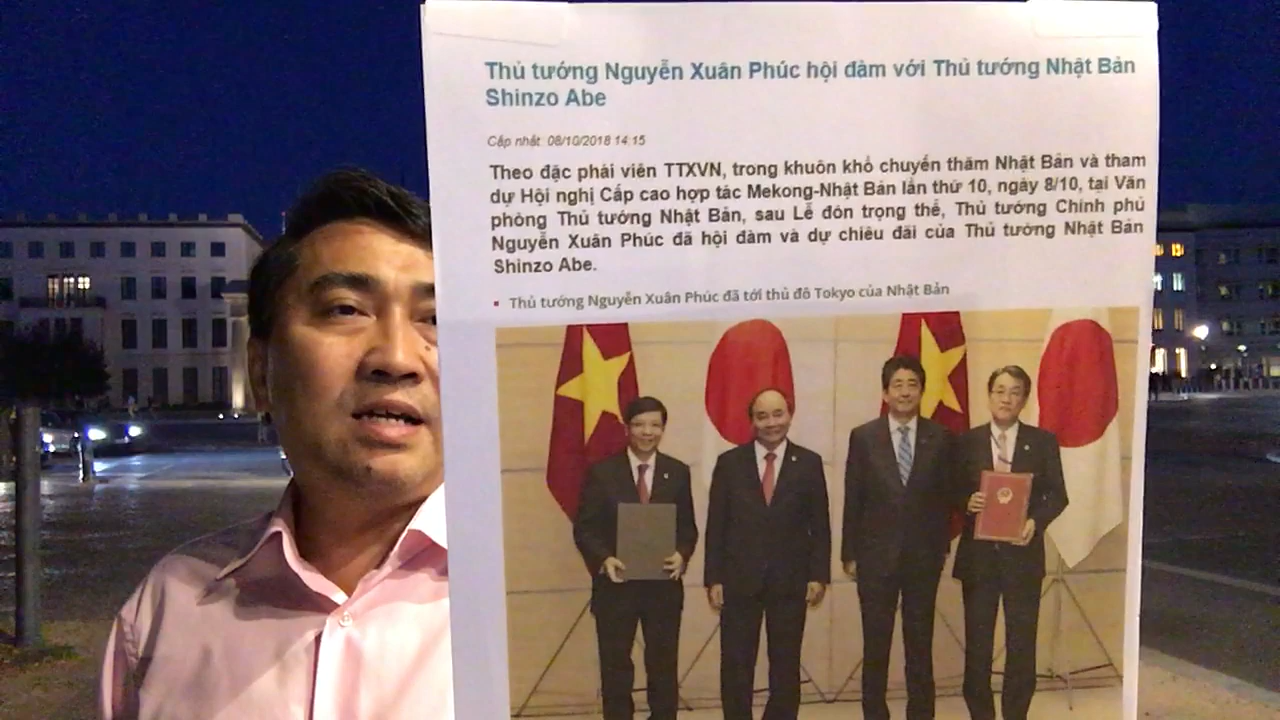 Thủ tướng Nguyễn Xuân Phúc hội đàm với Thủ tướng Nhật Bản
Shinzo Abe
Cập nhật: 08/10/2018 14:15
Theo đặc phái viên TTXVN, trong khuôn khổ chuyến thăm Nhật Bản và tham
dự Hội nghị Cấp cao hợp tác Mekong-Nhật Bản lần thứ 10, ngày 8/10, tại Văn
phòng Thủ tướng Nhật Bản, sau Lễ đón trọng thể, Thủ tướng Chính phủ
Nguyễn Xuân Phúc đã hội đàm và dự chiêu đãi của Thủ tướng Nhật Bản
Shinzo Abe.
Thủ tướng Nguyễn Xuân Phúc đã tới thủ đô Tokyo của Nhật Bản